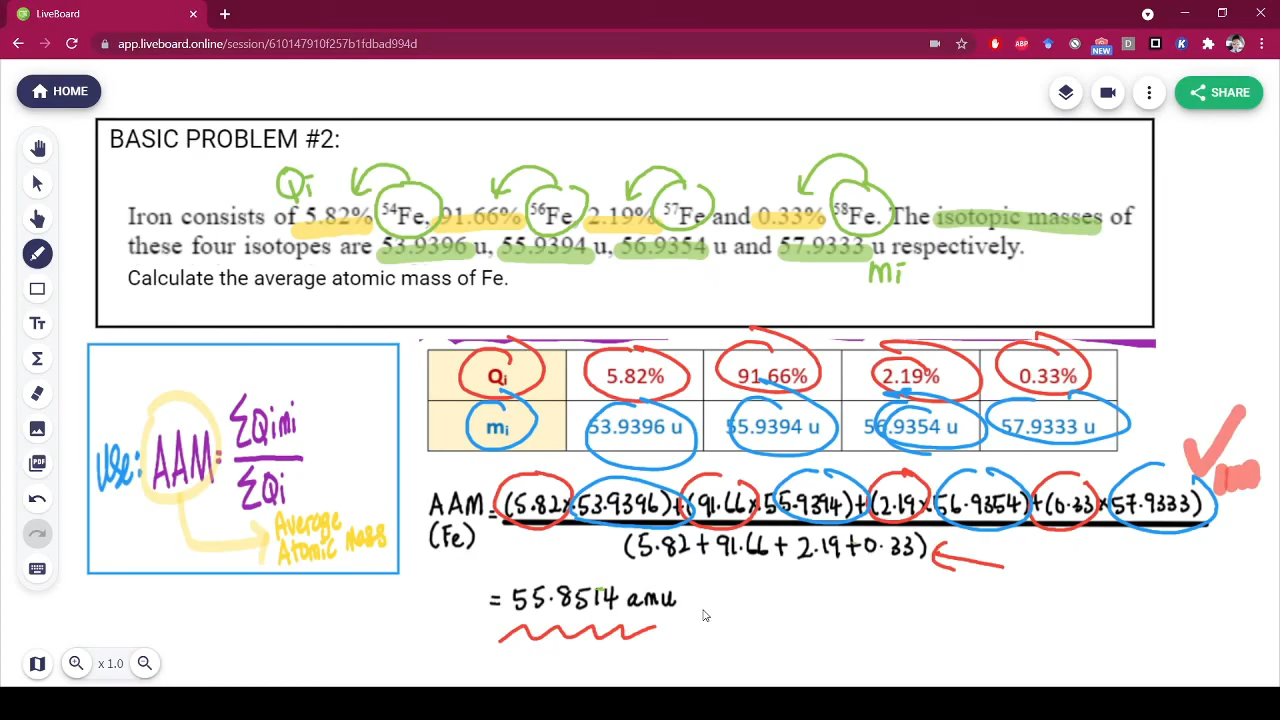 LiveBoard
app.liveboard.online/session/610147910f257b1fdbad994d
ABP
NEW
D
K
HOME
SHARE
BASIC PROBLEM #2:
Qi
Iron consists of 5.82% ⁵⁴Fe, 91.66% ⁵⁶Fe, 2.19% ⁵⁷Fe and 0.33% ⁵⁸Fe. The isotopic masses of
these four isotopes are 53.9396 u, 55.9394 u, 56.9354 u and 57.9333 u respectively.
mi
Calculate the average atomic mass of Fe.
Qᵢ 5.82% 91.66% 2.19% 0.33%
mᵢ 53.9396 u 55.9394 u 56.9354 u 57.9333 u
USE: AAM = ΣQimi / ΣQi
Average
Atomic Mass
AAM = (5.82×53.9396)+(91.66×55.9394)+(2.19×56.9354)+(0.33×57.9333)
(Fe) (5.82+91.66+2.19+0.33)
= 55.8514 amu
Tт
Σ
PDF
x 1.0